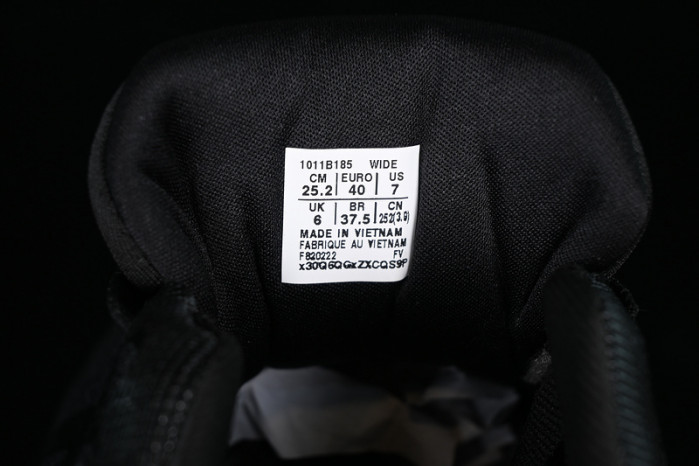 1011B185 WIDE
CM EURO US
25.2 40 7
UK BR CN
6 37.5 252(3.9)
MADE IN VIETNAM
FABRIQUE AU VIETNAM
F820222 FV
x30Q6QGxZXCQS9P